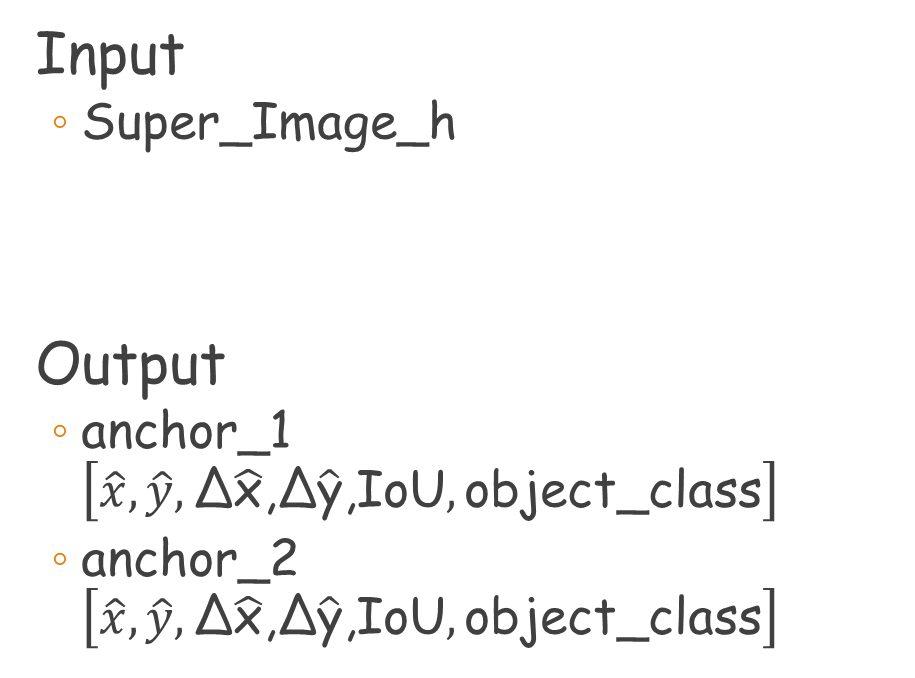 Input
◦ Super_Image_h
Output
◦ anchor_1
[x̂, ŷ, Δx̂,Δŷ,IoU, object_class]
◦ anchor_2
[x̂, ŷ, Δx̂,Δŷ,IoU, object_class]